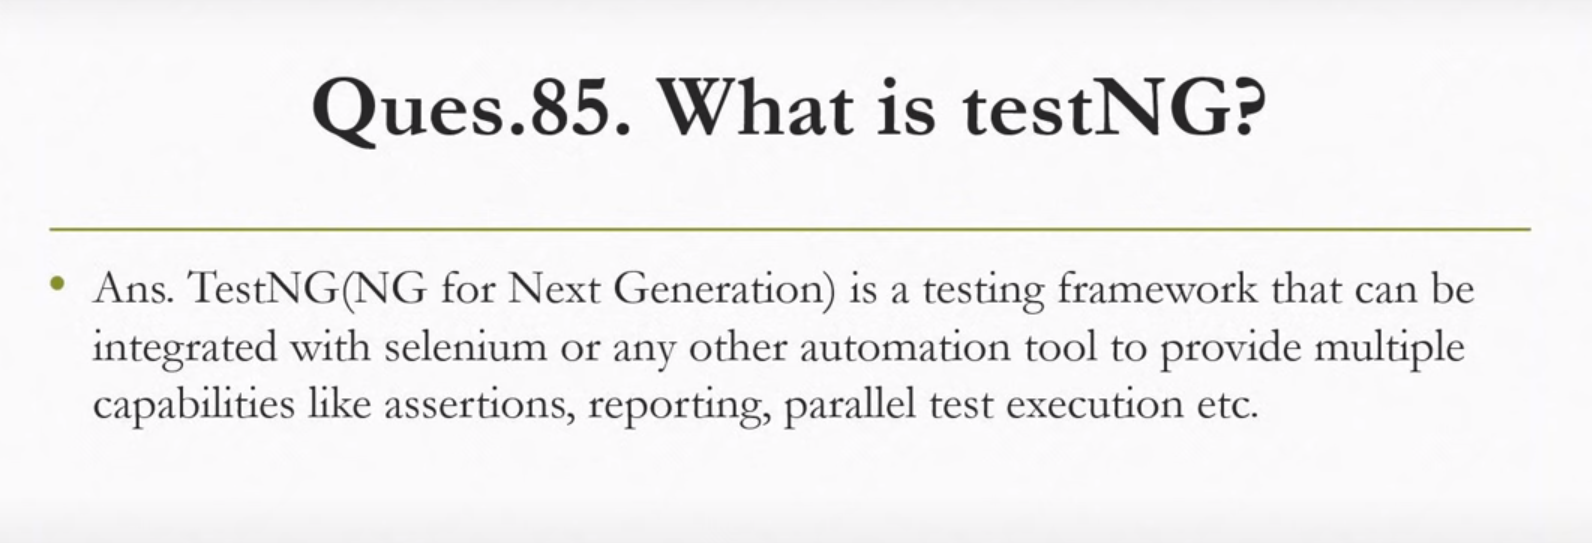 Ques.85. What is testNG?
• Ans. TestNG(NG for Next Generation) is a testing framework that can be
integrated with selenium or any other automation tool to provide multiple
capabilities like assertions, reporting, parallel test execution etc.